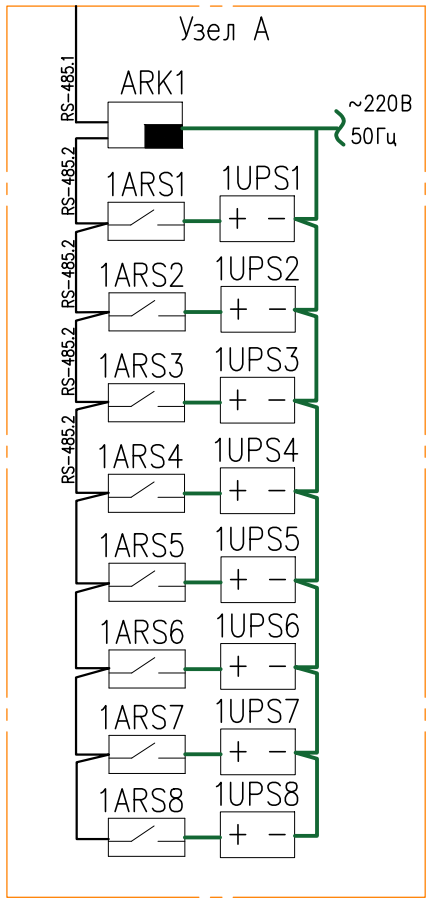 Узел А
RS-485.1
ARK1
~220В
50Гц
RS-485.2
1ARS1
1UPS1
+ −
RS-485.2
1ARS2
1UPS2
+ −
RS-485.2
1ARS3
1UPS3
+ −
RS-485.2
1ARS4
1UPS4
+ −
1ARS5
1UPS5
+ −
1ARS6
1UPS6
+ −
1ARS7
1UPS7
+ −
1ARS8
1UPS8
+ −